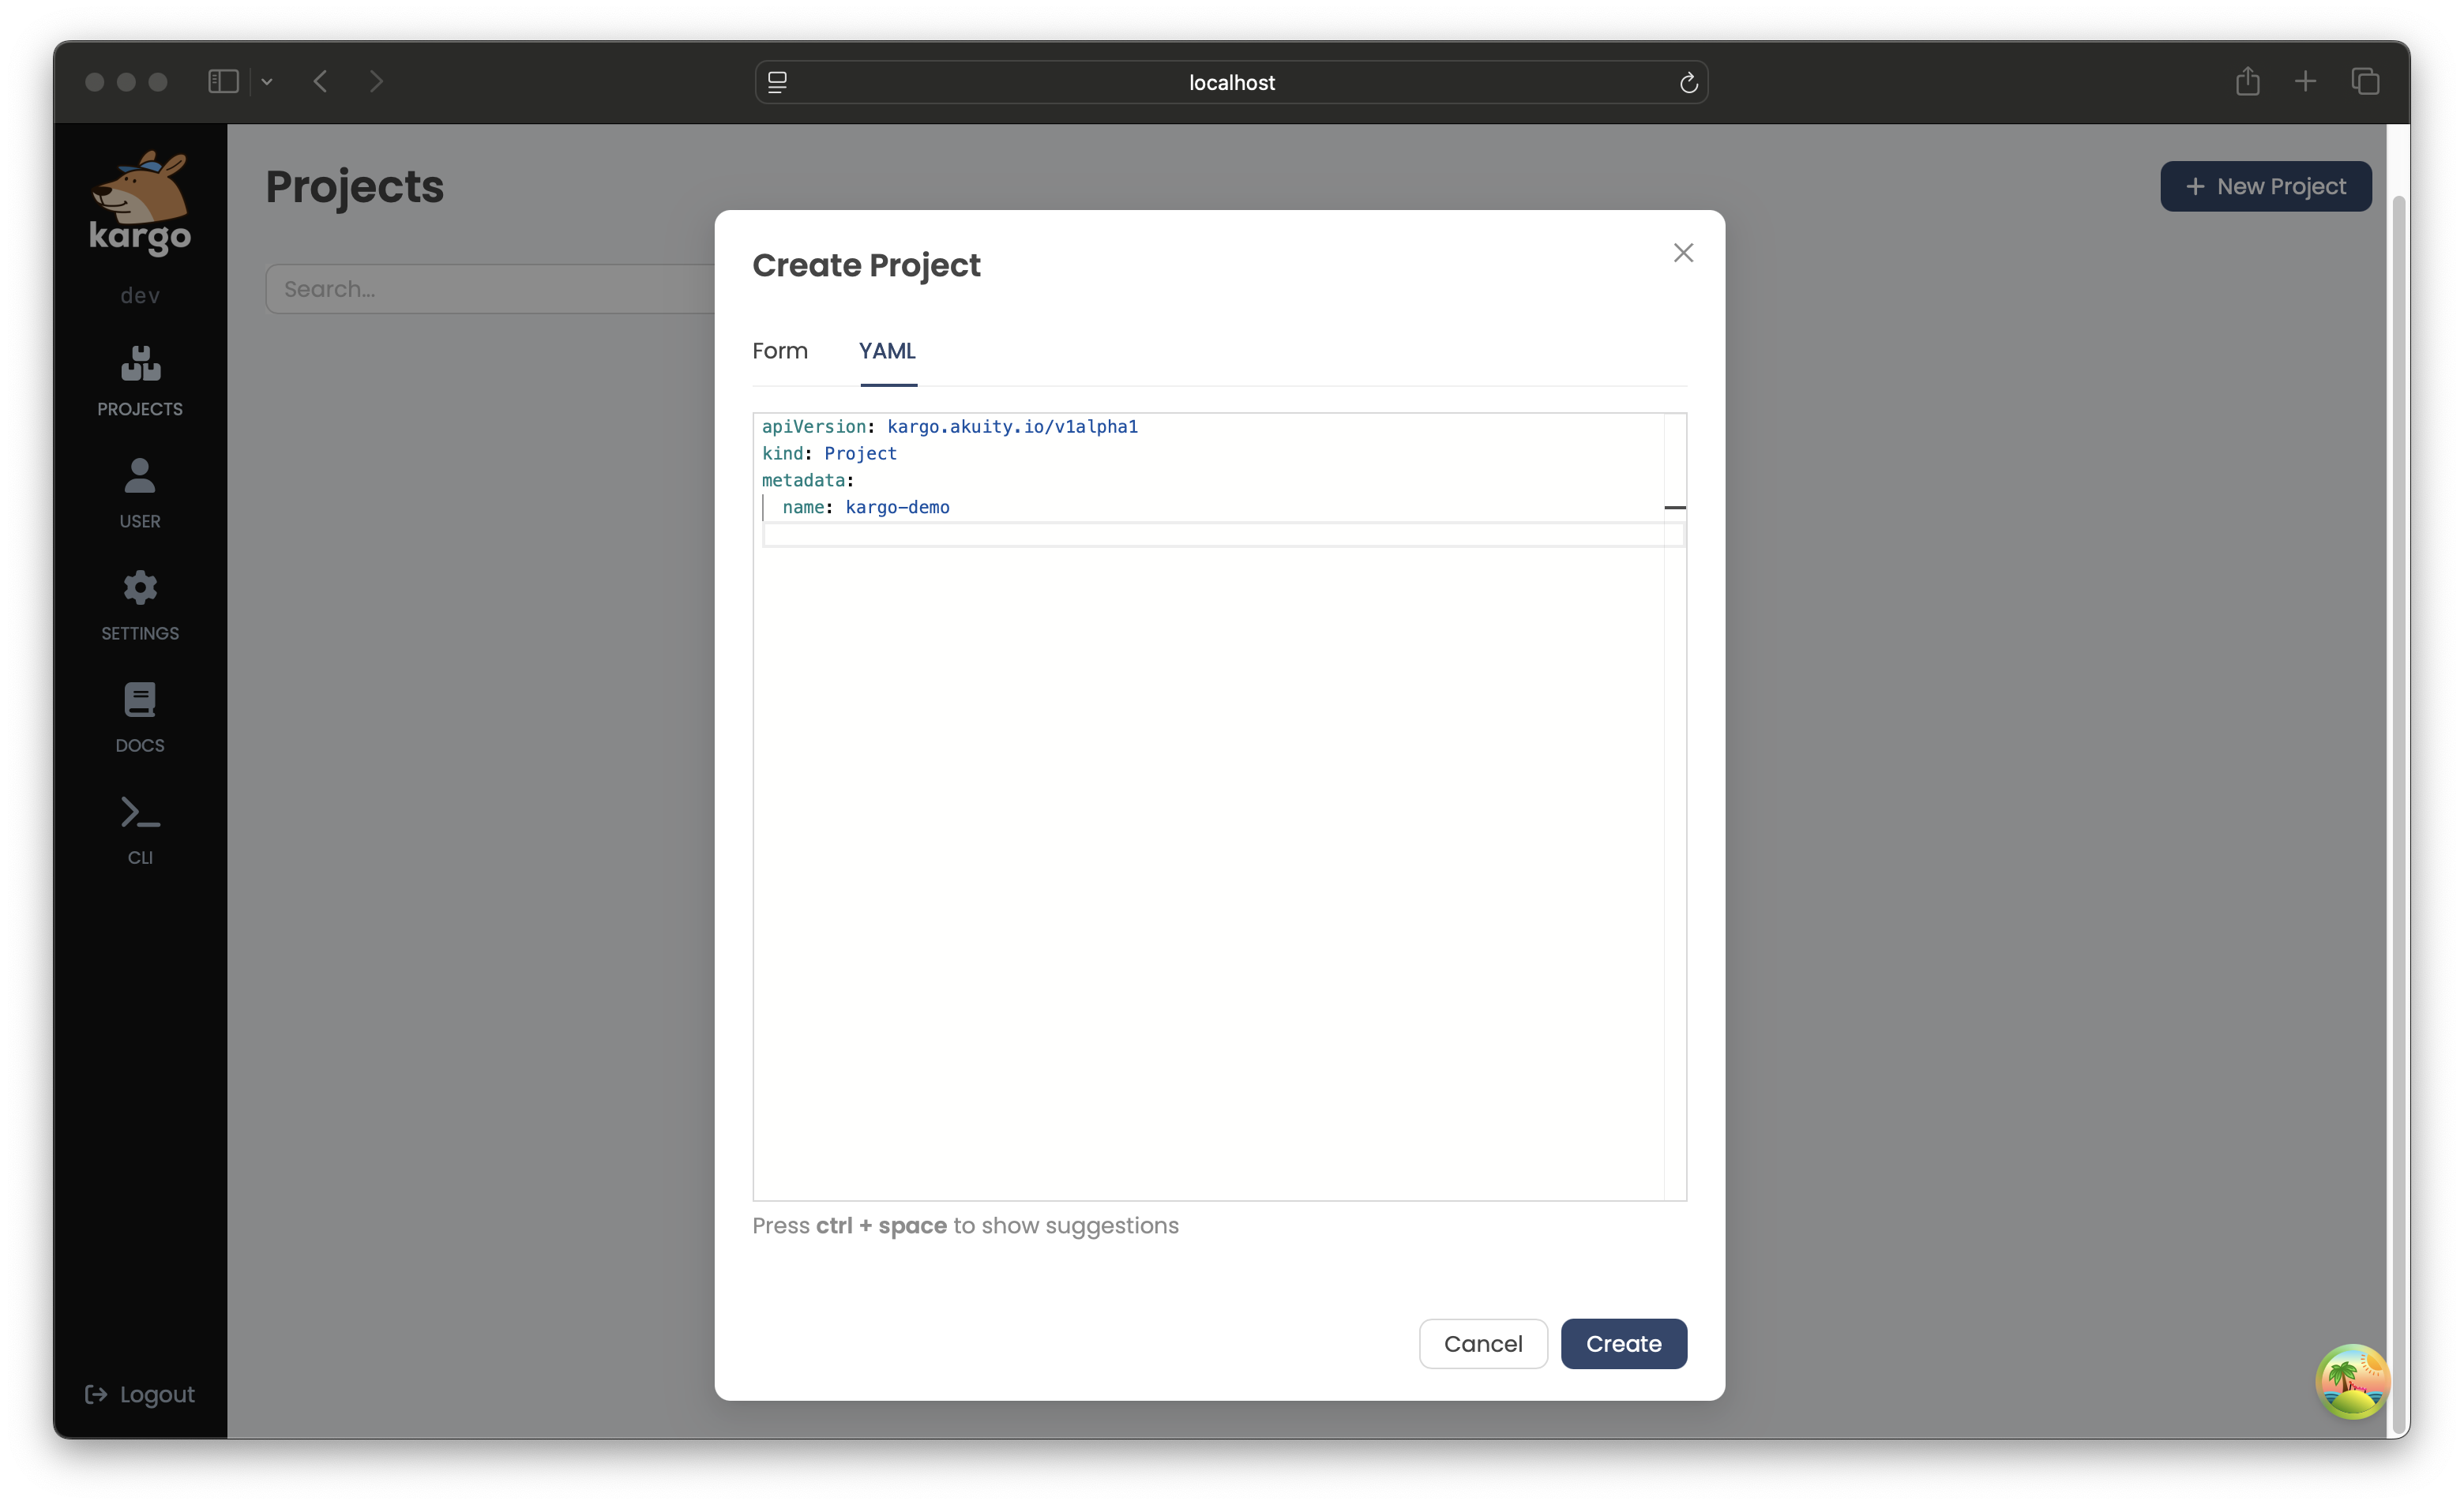 localhost
kargo
dev
PROJECTS
USER
SETTINGS
DOCS
CLI
Logout
Projects
New Project
Search...
Create Project
Form
YAML
apiVersion: kargo.akuity.io/v1alpha1
kind: Project
metadata:
  name: kargo-demo
Press ctrl + space to show suggestions
Cancel
Create